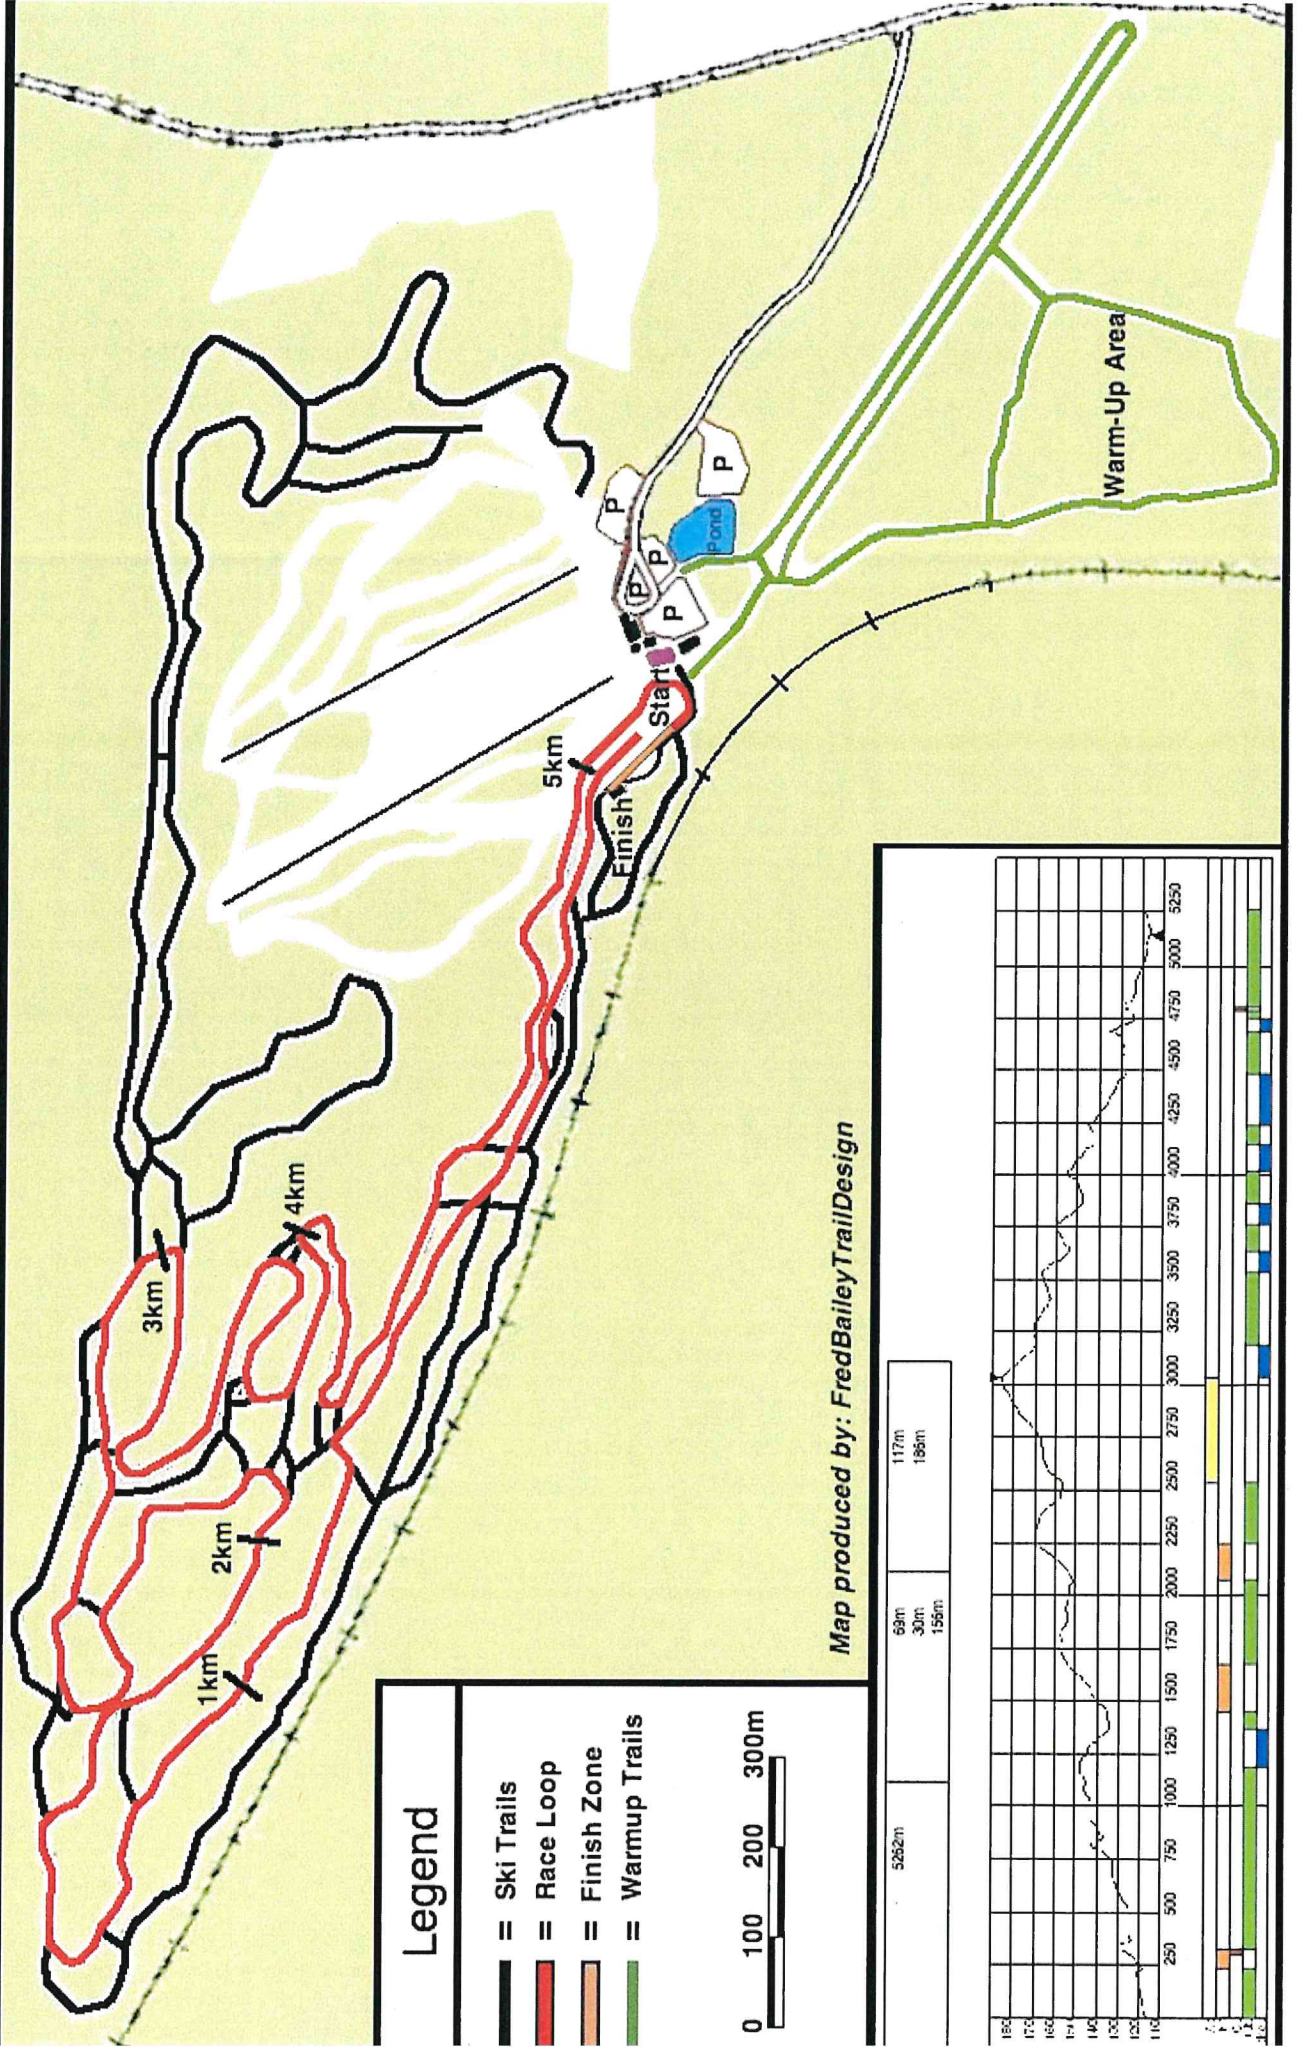 Warm-Up Area
P
P
P
P
P
Pond
Start
5km
Finish
4km
3km
2km
1km
Map produced by: FredBaileyTrailDesign
Legend
= Ski Trails
= Race Loop
= Finish Zone
= Warmup Trails
0 100 200 300m
5262m
69m
30m
156m
117m
186m
250 500 750 1000 1250 1500 1750 2000 2250 2500 2750 3000 3250 3500 3750 4000 4250 4500 4750 5000 5250